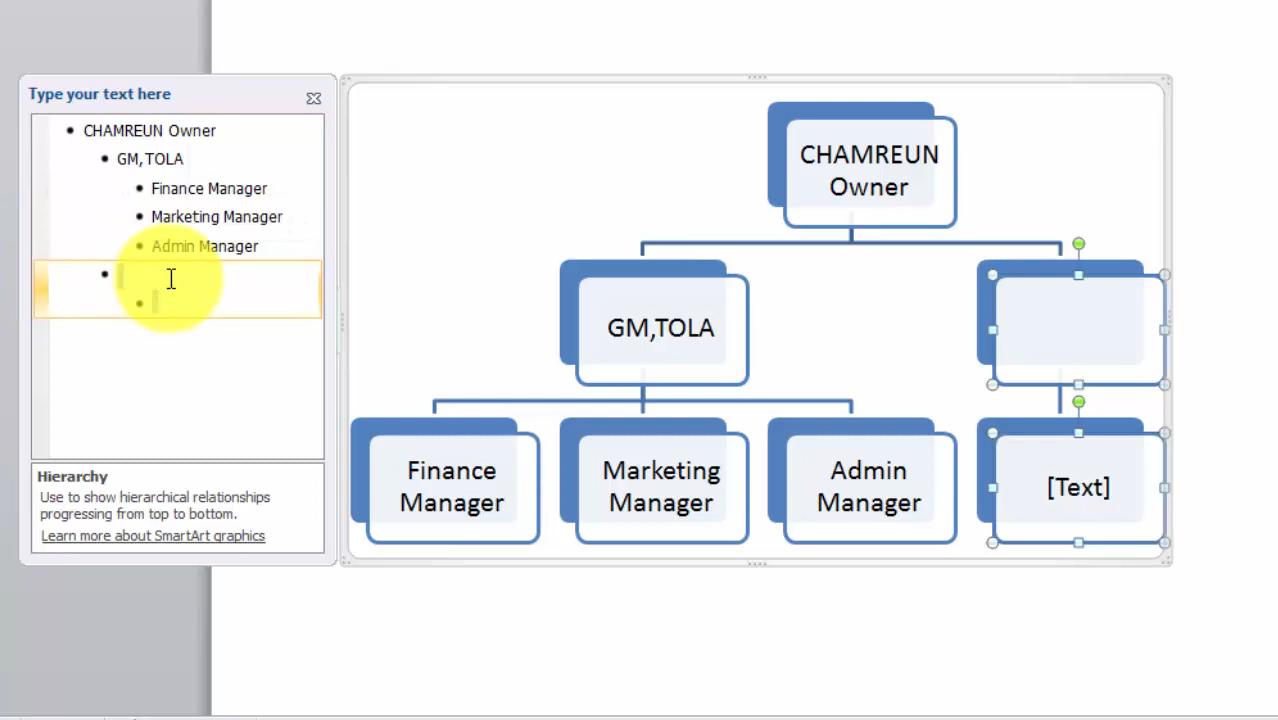 Type your text here
CHAMREUN Owner
GM,TOLA
Finance Manager
Marketing Manager
Admin Manager
Hierarchy
Use to show hierarchical relationships
progressing from top to bottom.
Learn more about SmartArt graphics
CHAMREUN
Owner
GM,TOLA
Finance
Manager
Marketing
Manager
Admin
Manager
[Text]